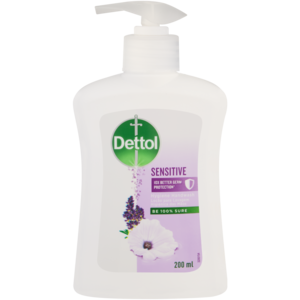 Dettol
SENSITIVE
10X BETTER GERM
PROTECTION*
BE 100% SURE
200 ml